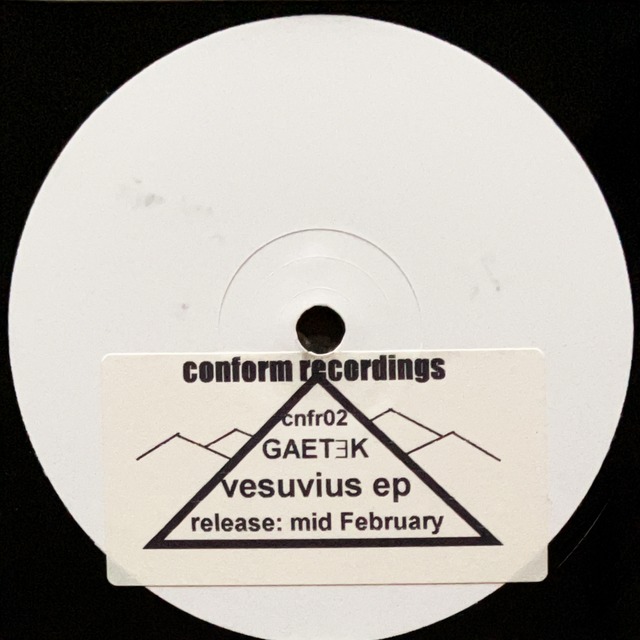 conform recordings
cnfr02
GAETƎK
vesuvius ep
release: mid February